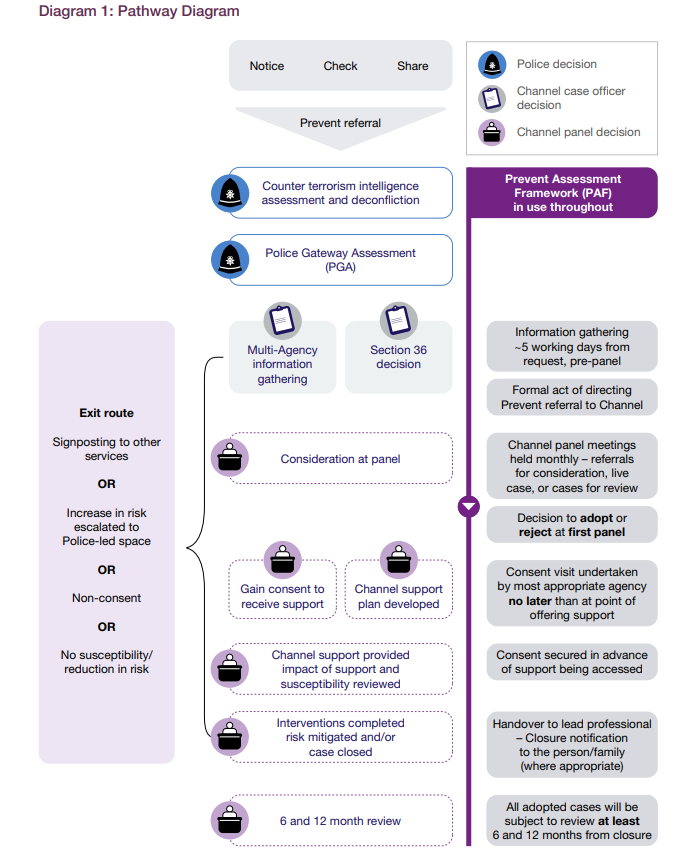 Diagram 1: Pathway Diagram
Notice Check Share
Prevent referral
Police decision
Channel case officer
decision
Channel panel decision
Counter terrorism intelligence
assessment and deconfliction
Prevent Assessment
Framework (PAF)
in use throughout
Police Gateway Assessment
(PGA)
Multi-Agency
information
gathering
Section 36
decision
Information gathering
~5 working days from
request, pre-panel
Formal act of directing
Prevent referral to Channel
Exit route
Signposting to other
services
OR
Increase in risk
escalated to
Police-led space
OR
Non-consent
OR
No susceptibility/
reduction in risk
Consideration at panel
Channel panel meetings
held monthly – referrals
for consideration, live
case, or cases for review
Decision to adopt or
reject at first panel
Gain consent to
receive support
Channel support
plan developed
Consent visit undertaken
by most appropriate agency
no later than at point of
offering support
Channel support provided
impact of support and
susceptibility reviewed
Consent secured in advance
of support being accessed
Interventions completed
risk mitigated and/or
case closed
Handover to lead professional
– Closure notification
to the person/family
(where appropriate)
6 and 12 month review
All adopted cases will be
subject to review at least
6 and 12 months from closure